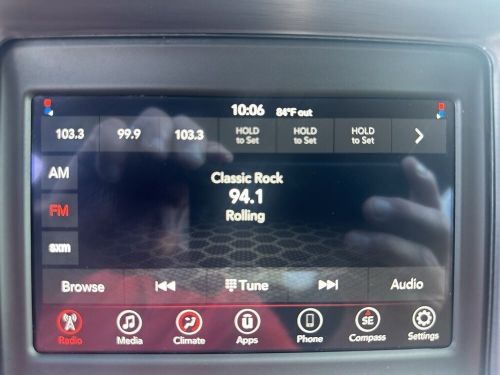 10:06 84°F out
103.3 99.9 103.3 HOLD to Set HOLD to Set HOLD to Set
AM
Classic Rock
94.1
FM
Rolling
sxm
Browse Tune Audio
Radio Media Climate Apps Phone SE Compass Settings